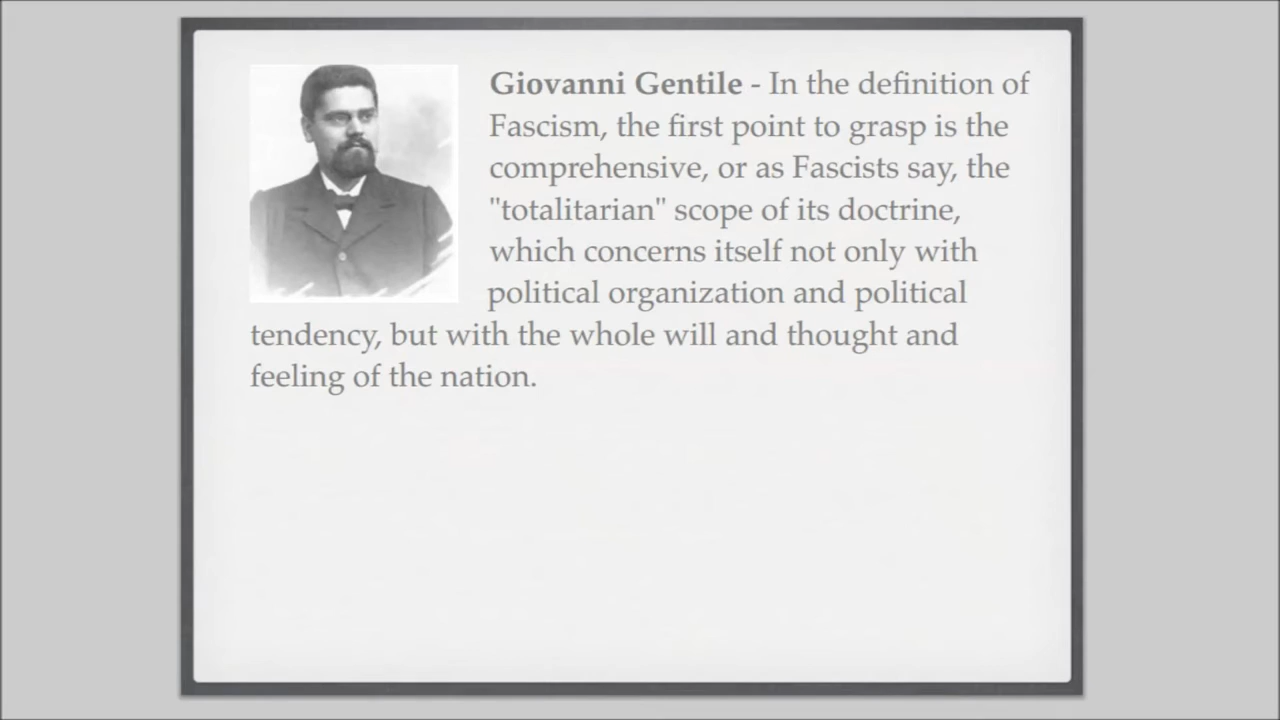 Giovanni Gentile - In the definition of
Fascism, the first point to grasp is the
comprehensive, or as Fascists say, the
"totalitarian" scope of its doctrine,
which concerns itself not only with
political organization and political
tendency, but with the whole will and thought and
feeling of the nation.